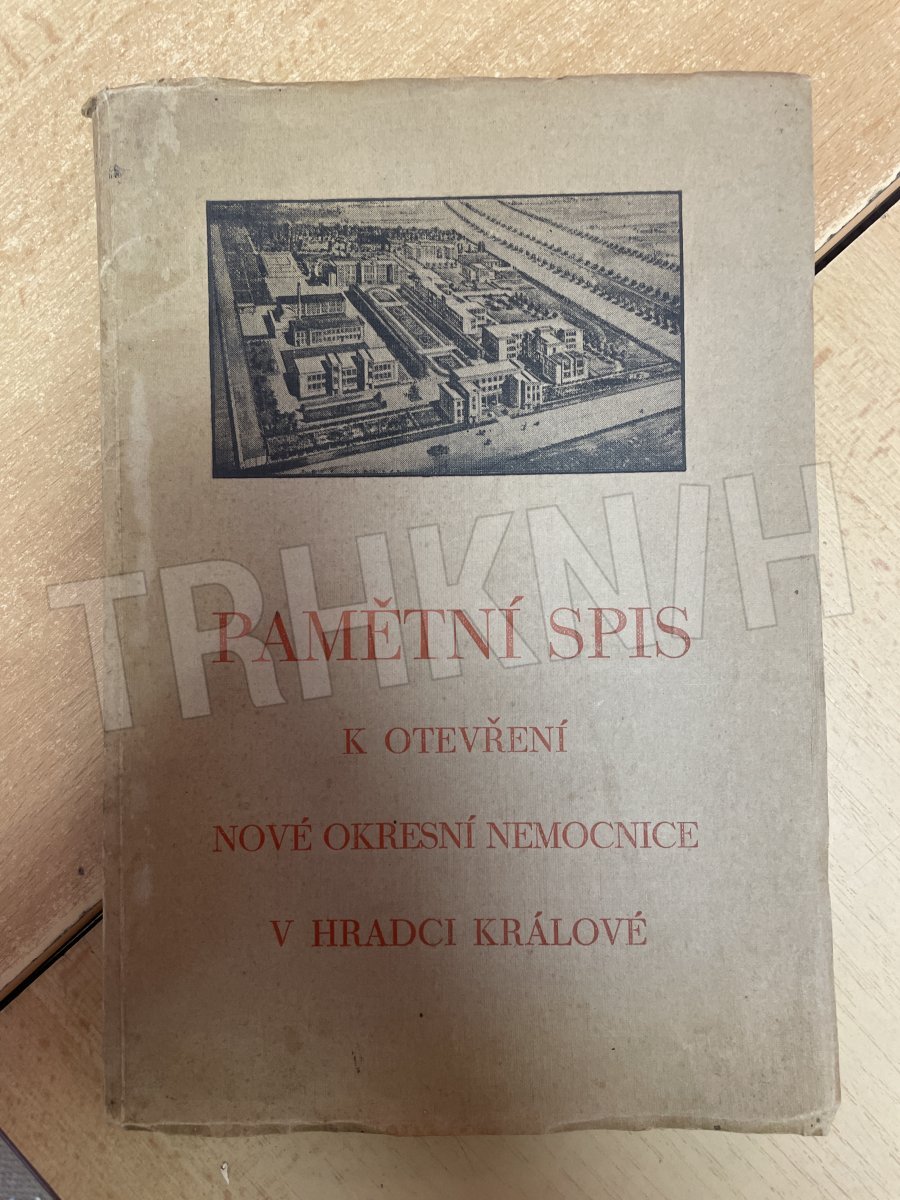 TRHKNIH
PAMĚTNÍ SPIS
K OTEVŘENÍ
NOVÉ OKRESNÍ NEMOCNICE
V HRADCI KRÁLOVÉ